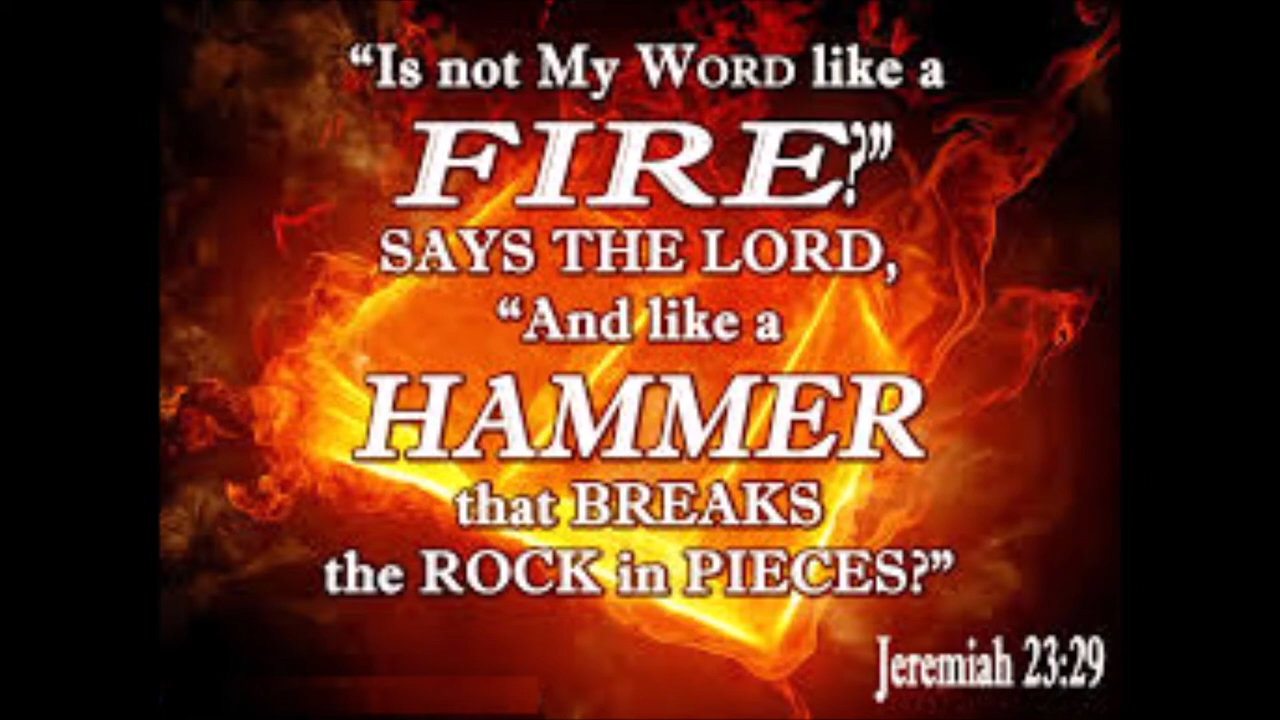 “Is not My WORD like a
FIRE?”
SAYS THE LORD,
“And like a
HAMMER
that BREAKS
the ROCK in PIECES?”
Jeremiah 23:29